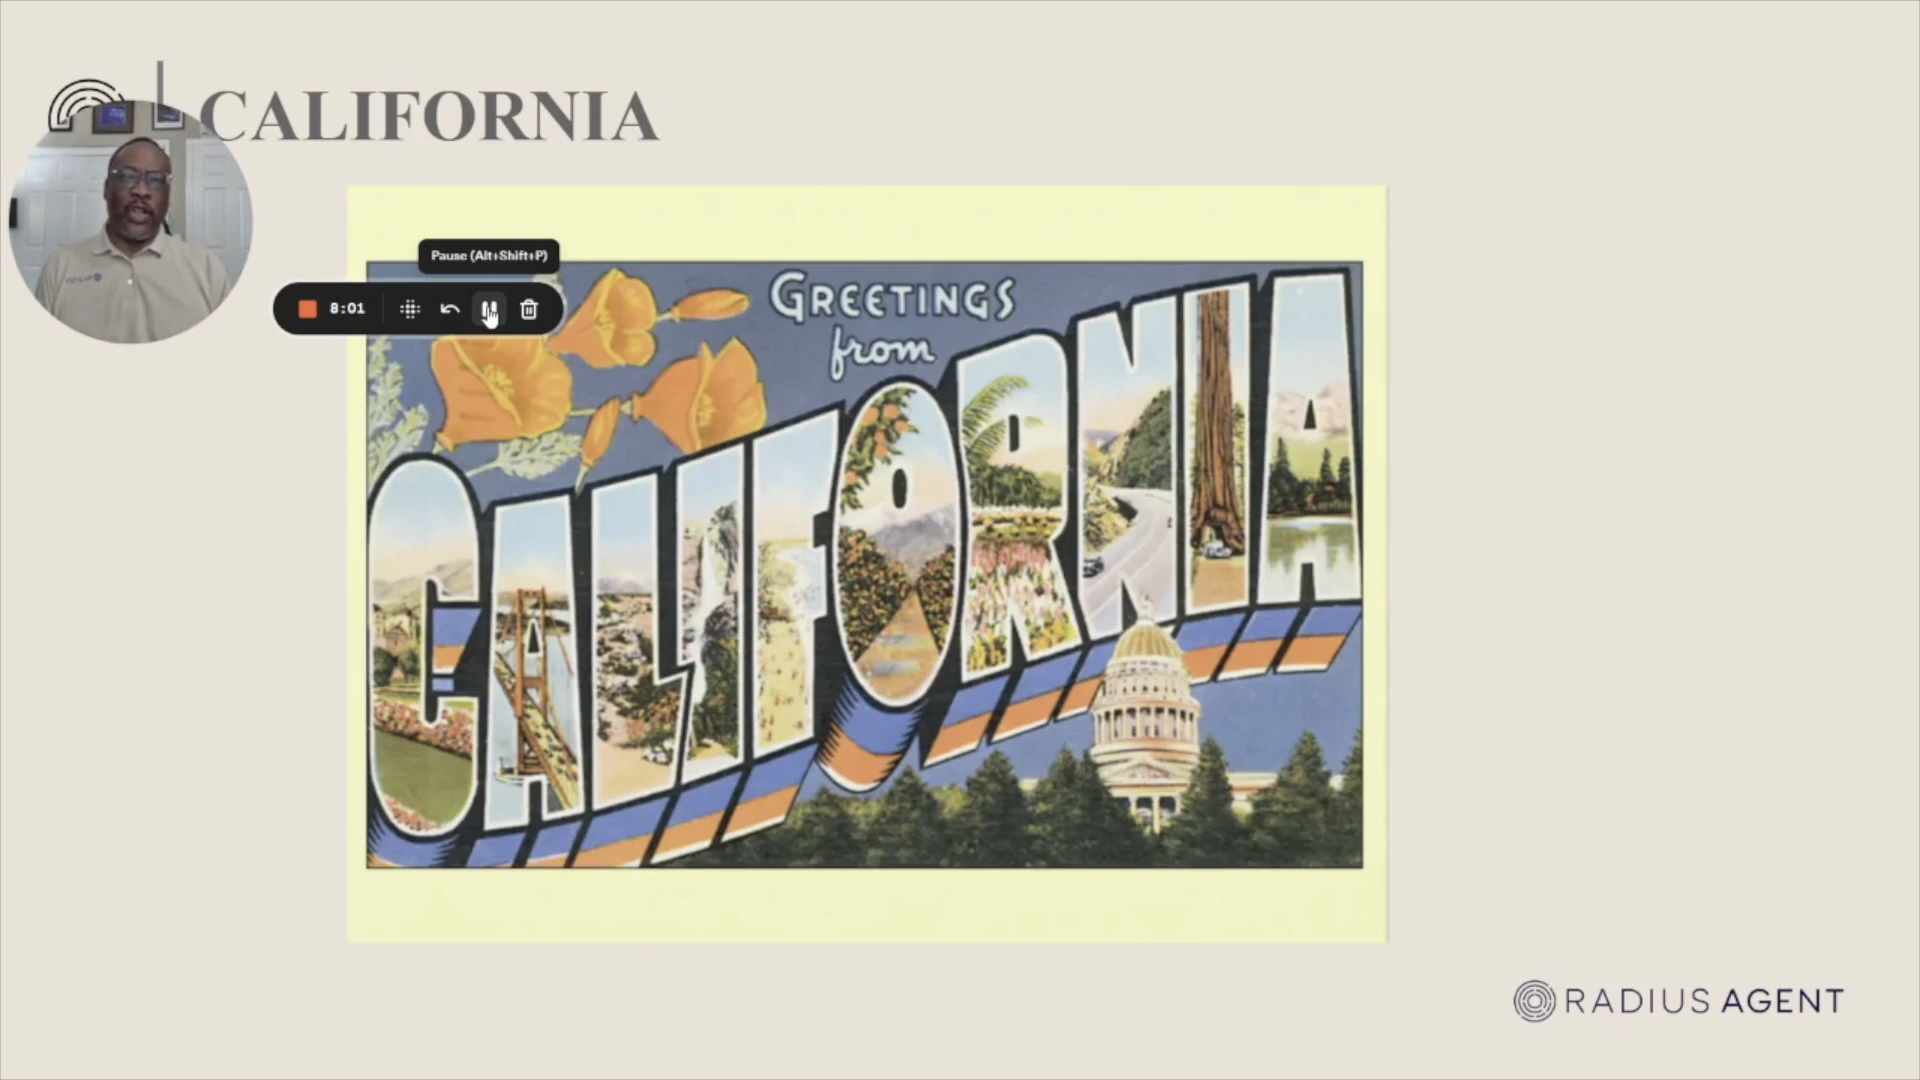 CALIFORNIA
Pause (Alt+Shift+P)
8:01
GREETINGS
from
CALIFORNIA
RADIUS AGENT